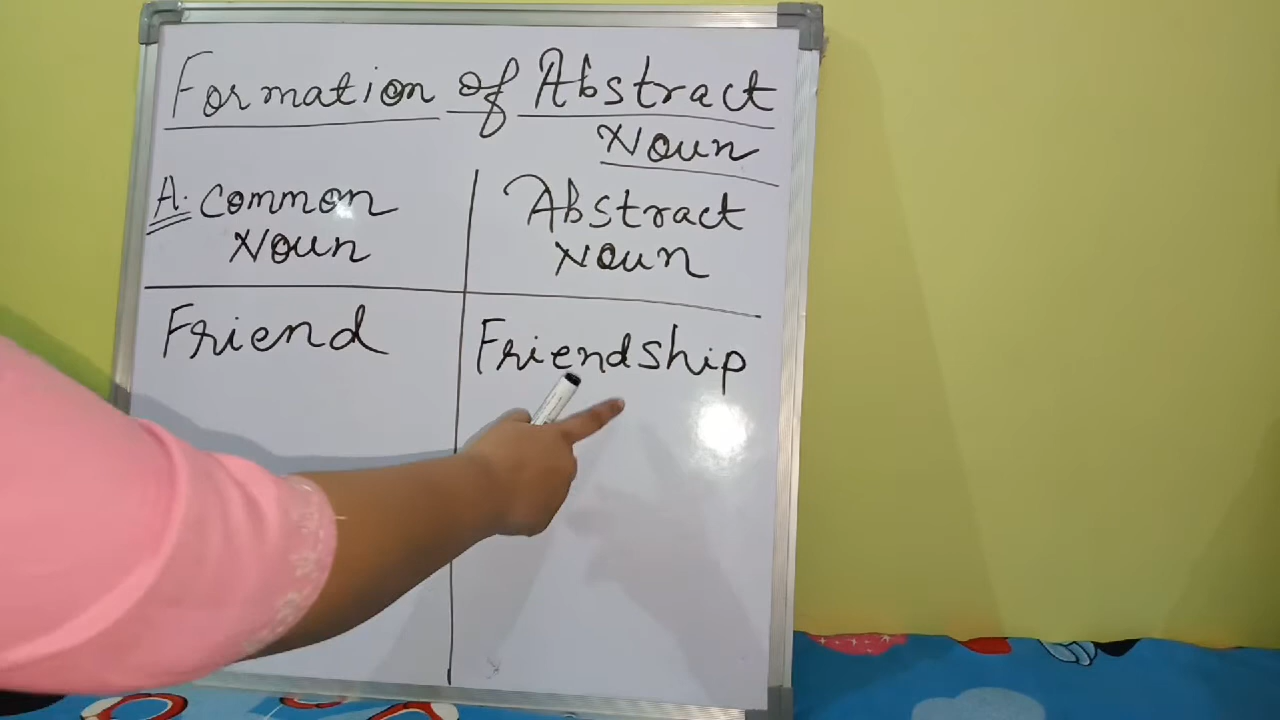 Formation of Abstract
Noun
A. Common
Noun
Abstract
Noun
Friend
Friendship